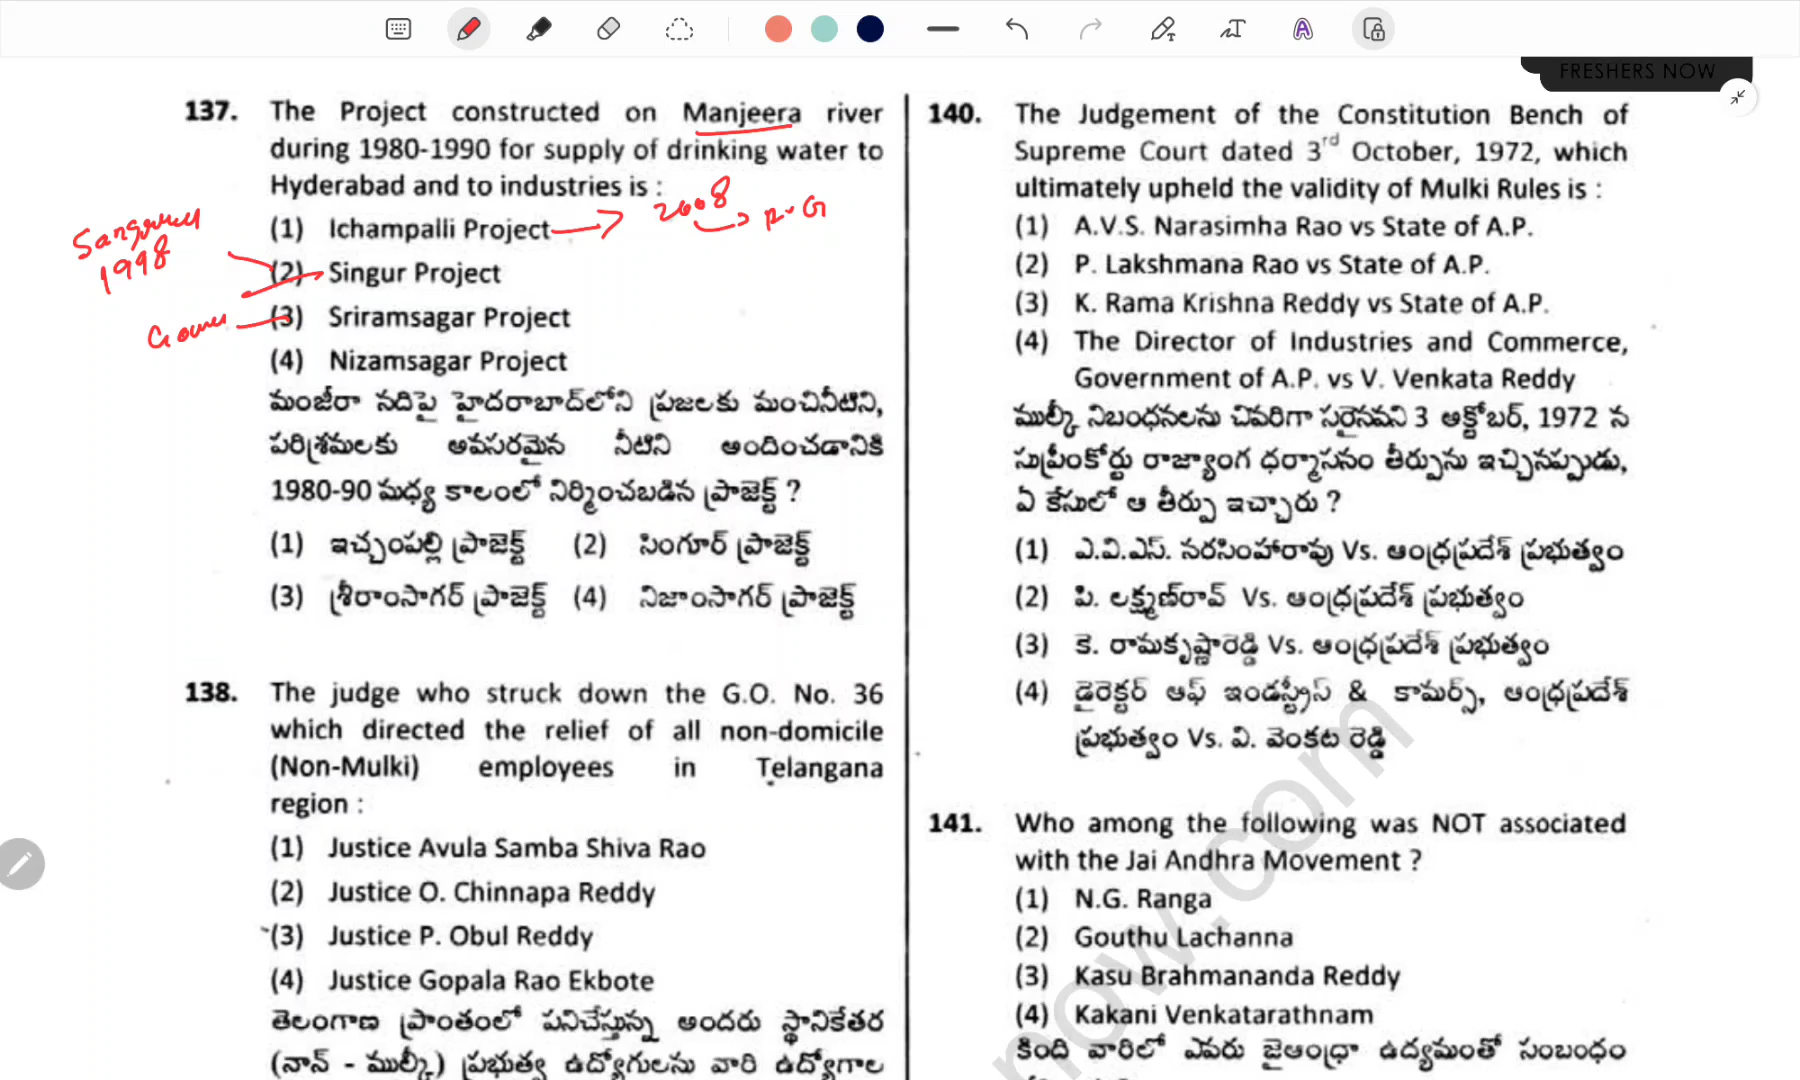 FRESHERS NOW
137. The Project constructed on Manjeera river
during 1980-1990 for supply of drinking water to
Hyderabad and to industries is :
2008
(1) Ichampalli Project
1998
(2) Singur Project
(3) Sriramsagar Project
(4) Nizamsagar Project
మంజీరా నదిపై హైదరాబాద్‌లోని ప్రజలకు మంచినీటిని,
పరిశ్రమలకు అవసరమైన నీటిని అందించడానికి
1980-90 మధ్య కాలంలో నిర్మించబడిన ప్రాజెక్ట్ ?
(1) ఇచ్చంపల్లి ప్రాజెక్ట్ (2) సింగూర్ ప్రాజెక్ట్
(3) శ్రీరాంసాగర్ ప్రాజెక్ట్ (4) నిజాంసాగర్ ప్రాజెక్ట్
138. The judge who struck down the G.O. No. 36
which directed the relief of all non-domicile
(Non-Mulki) employees in Telangana
region :
(1) Justice Avula Samba Shiva Rao
(2) Justice O. Chinnapa Reddy
(3) Justice P. Obul Reddy
(4) Justice Gopala Rao Ekbote
తెలంగాణ ప్రాంతంలో పనిచేస్తున్న అందరు స్థానికేతర
(నాన్ - ముల్కీ) ప్రభుత్వ ఉద్యోగులను వారి ఉద్యోగాల
140. The Judgement of the Constitution Bench of
Supreme Court dated 3rd October, 1972, which
ultimately upheld the validity of Mulki Rules is :
(1) A.V.S. Narasimha Rao vs State of A.P.
(2) P. Lakshmana Rao vs State of A.P.
(3) K. Rama Krishna Reddy vs State of A.P.
(4) The Director of Industries and Commerce,
Government of A.P. vs V. Venkata Reddy
ముల్కీ నిబంధనలను చివరిగా సరైనవని 3 అక్టోబర్, 1972 న
సుప్రీంకోర్టు రాజ్యాంగ ధర్మాసనం తీర్పును ఇచ్చినప్పుడు,
ఏ కేసులో ఆ తీర్పు ఇచ్చారు ?
(1) ఎ.వి.ఎస్. నరసింహారావు Vs. ఆంధ్రప్రదేశ్ ప్రభుత్వం
(2) పి. లక్ష్మణ్‌రావ్ Vs. ఆంధ్రప్రదేశ్ ప్రభుత్వం
(3) కె. రామకృష్ణారెడ్డి Vs. ఆంధ్రప్రదేశ్ ప్రభుత్వం
(4) డైరెక్టర్ ఆఫ్ ఇండస్ట్రీస్ & కామర్స్, ఆంధ్రప్రదేశ్
ప్రభుత్వం Vs. వి. వెంకట రెడ్డి
141. Who among the following was NOT associated
with the Jai Andhra Movement ?
(1) N.G. Ranga
(2) Gouthu Lachanna
(3) Kasu Brahmananda Reddy
(4) Kakani Venkatarathnam
కింది వారిలో ఎవరు జైఆంధ్రా ఉద్యమంతో సంబంధం
now.com